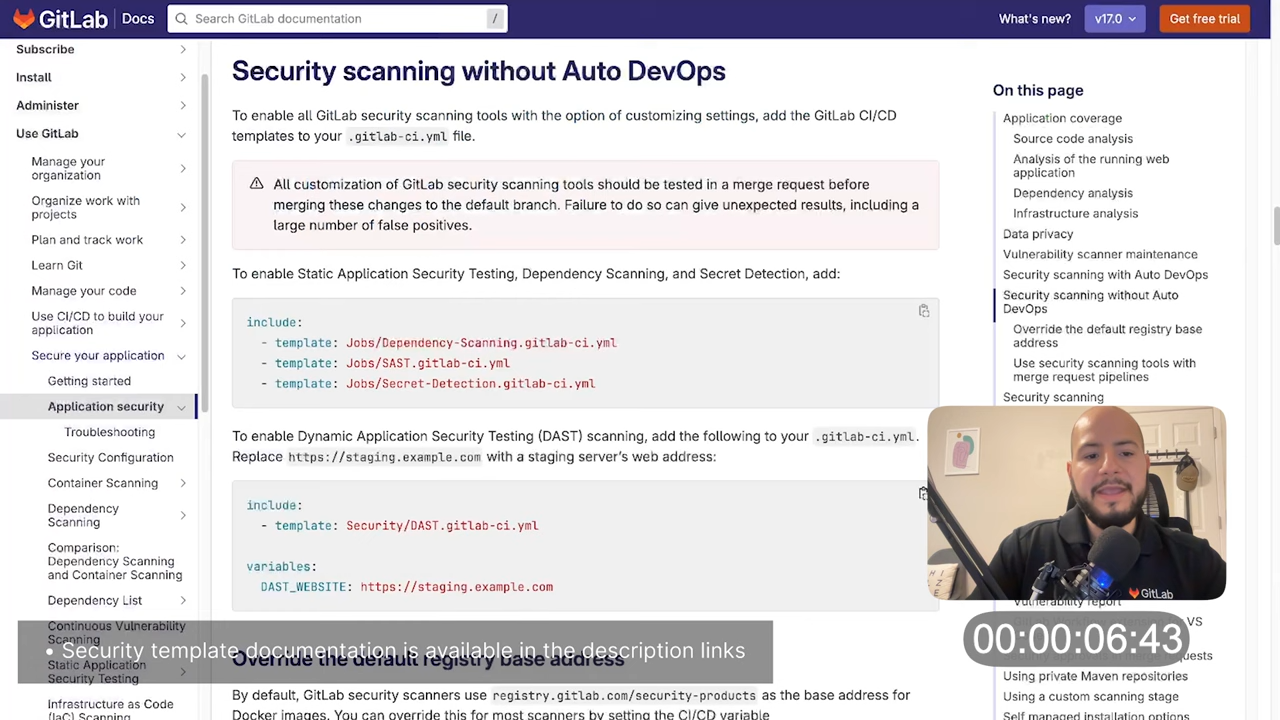 GitLab Docs Search GitLab documentation / What's new? v17.0 Get free trial
Subscribe
Install
Administer
Use GitLab
Manage your
organization
Organize work with
projects
Plan and track work
Learn Git
Manage your code
Use CI/CD to build your
application
Secure your application
Getting started
Application security
Troubleshooting
Security Configuration
Container Scanning
Dependency
Scanning
Comparison:
Dependency Scanning
and Container Scanning
Dependency List
Continuous Vulnerability
Scanning
Static Application
Security Testing
Infrastructure as Code
(IaC) Scanning
Security scanning without Auto DevOps
To enable all GitLab security scanning tools with the option of customizing settings, add the GitLab CI/CD
templates to your .gitlab-ci.yml file.
All customization of GitLab security scanning tools should be tested in a merge request before
merging these changes to the default branch. Failure to do so can give unexpected results, including a
large number of false positives.
To enable Static Application Security Testing, Dependency Scanning, and Secret Detection, add:
include:
- template: Jobs/Dependency-Scanning.gitlab-ci.yml
- template: Jobs/SAST.gitlab-ci.yml
- template: Jobs/Secret-Detection.gitlab-ci.yml
To enable Dynamic Application Security Testing (DAST) scanning, add the following to your .gitlab-ci.yml.
Replace https://staging.example.com with a staging server's web address:
include:
- template: Security/DAST.gitlab-ci.yml
variables:
DAST_WEBSITE: https://staging.example.com
• Security template documentation is available in the description links
Override the default registry base address
By default, GitLab security scanners use registry.gitlab.com/security-products as the base address for
Docker images. You can override this for most scanners by setting the CI/CD variable
On this page
Application coverage
Source code analysis
Analysis of the running web
application
Dependency analysis
Infrastructure analysis
Data privacy
Vulnerability scanner maintenance
Security scanning with Auto DevOps
Security scanning without Auto
DevOps
Override the default registry base
address
Use security scanning tools with
merge request pipelines
Security scanning
GitLab
Vulnerability report
VS
00:00:06:43
requests
Using private Maven repositories
Using a custom scanning stage
Self managed installation options